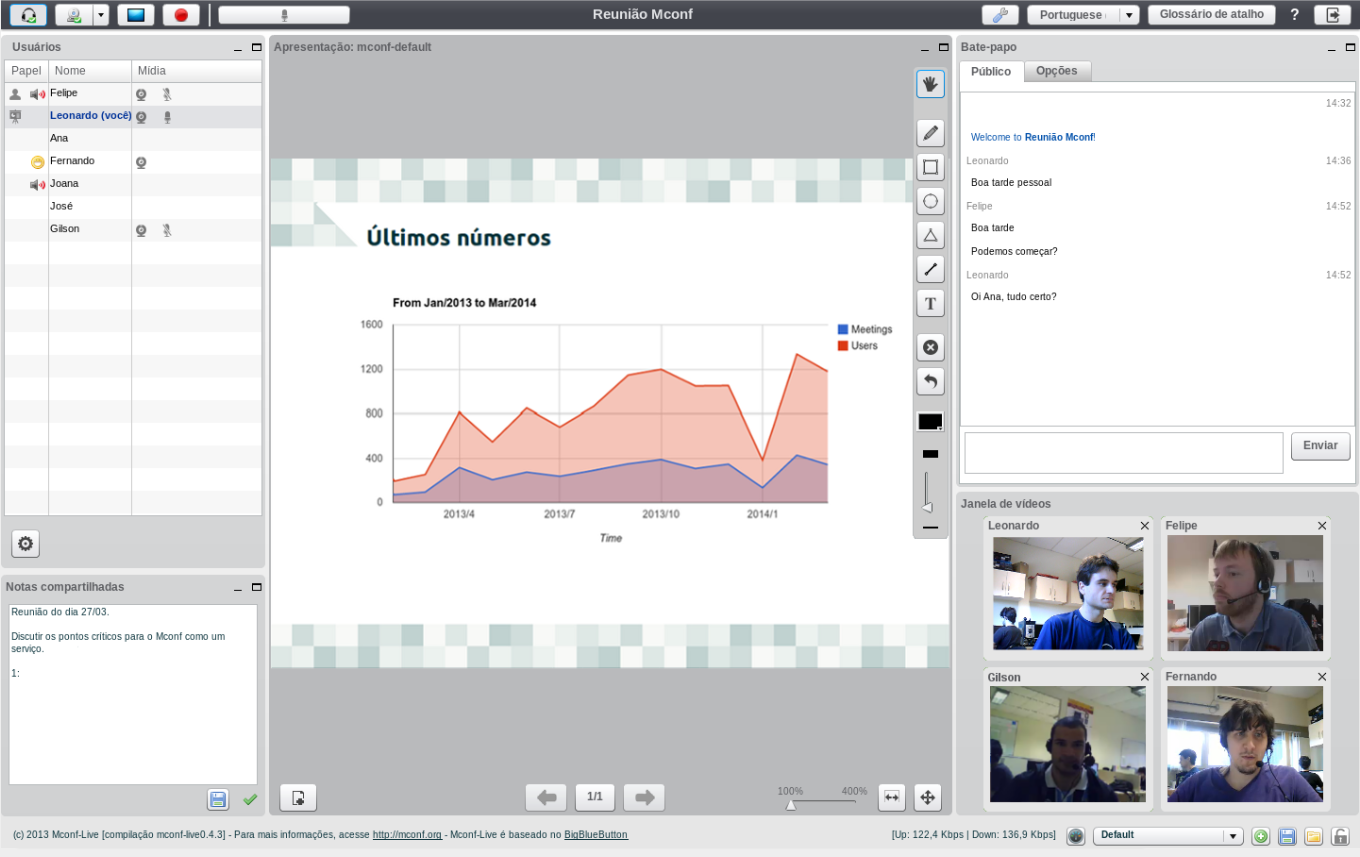 Reunião Mconf
Portuguese
Glossário de atalho
?
Usuários
Papel Nome Mídia
Felipe
Leonardo (você)
Ana
Fernando
Joana
José
Gilson
Notas compartilhadas
Reunião do dia 27/03.
Discutir os pontos críticos para o Mconf como um
serviço.
1:
Apresentação: mconf-default
Últimos números
From Jan/2013 to Mar/2014
1600
1200
800
400
0
2013/4 2013/7 2013/10 2014/1
Time
Meetings
Users
T
1/1
100% 400%
Bate-papo
Público Opções
14:32
Welcome to Reunião Mconf!
Leonardo 14:36
Boa tarde pessoal
Felipe 14:52
Boa tarde
Podemos começar?
Leonardo 14:52
Oi Ana, tudo certo?
Enviar
Janela de vídeos
Leonardo Felipe
Gilson Fernando
(c) 2013 Mconf-Live [compilação mconf-live0.4.3] - Para mais informações, acesse http://mconf.org - Mconf-Live é baseado no BigBlueButton
[Up: 122,4 Kbps | Down: 136,9 Kbps]
Default